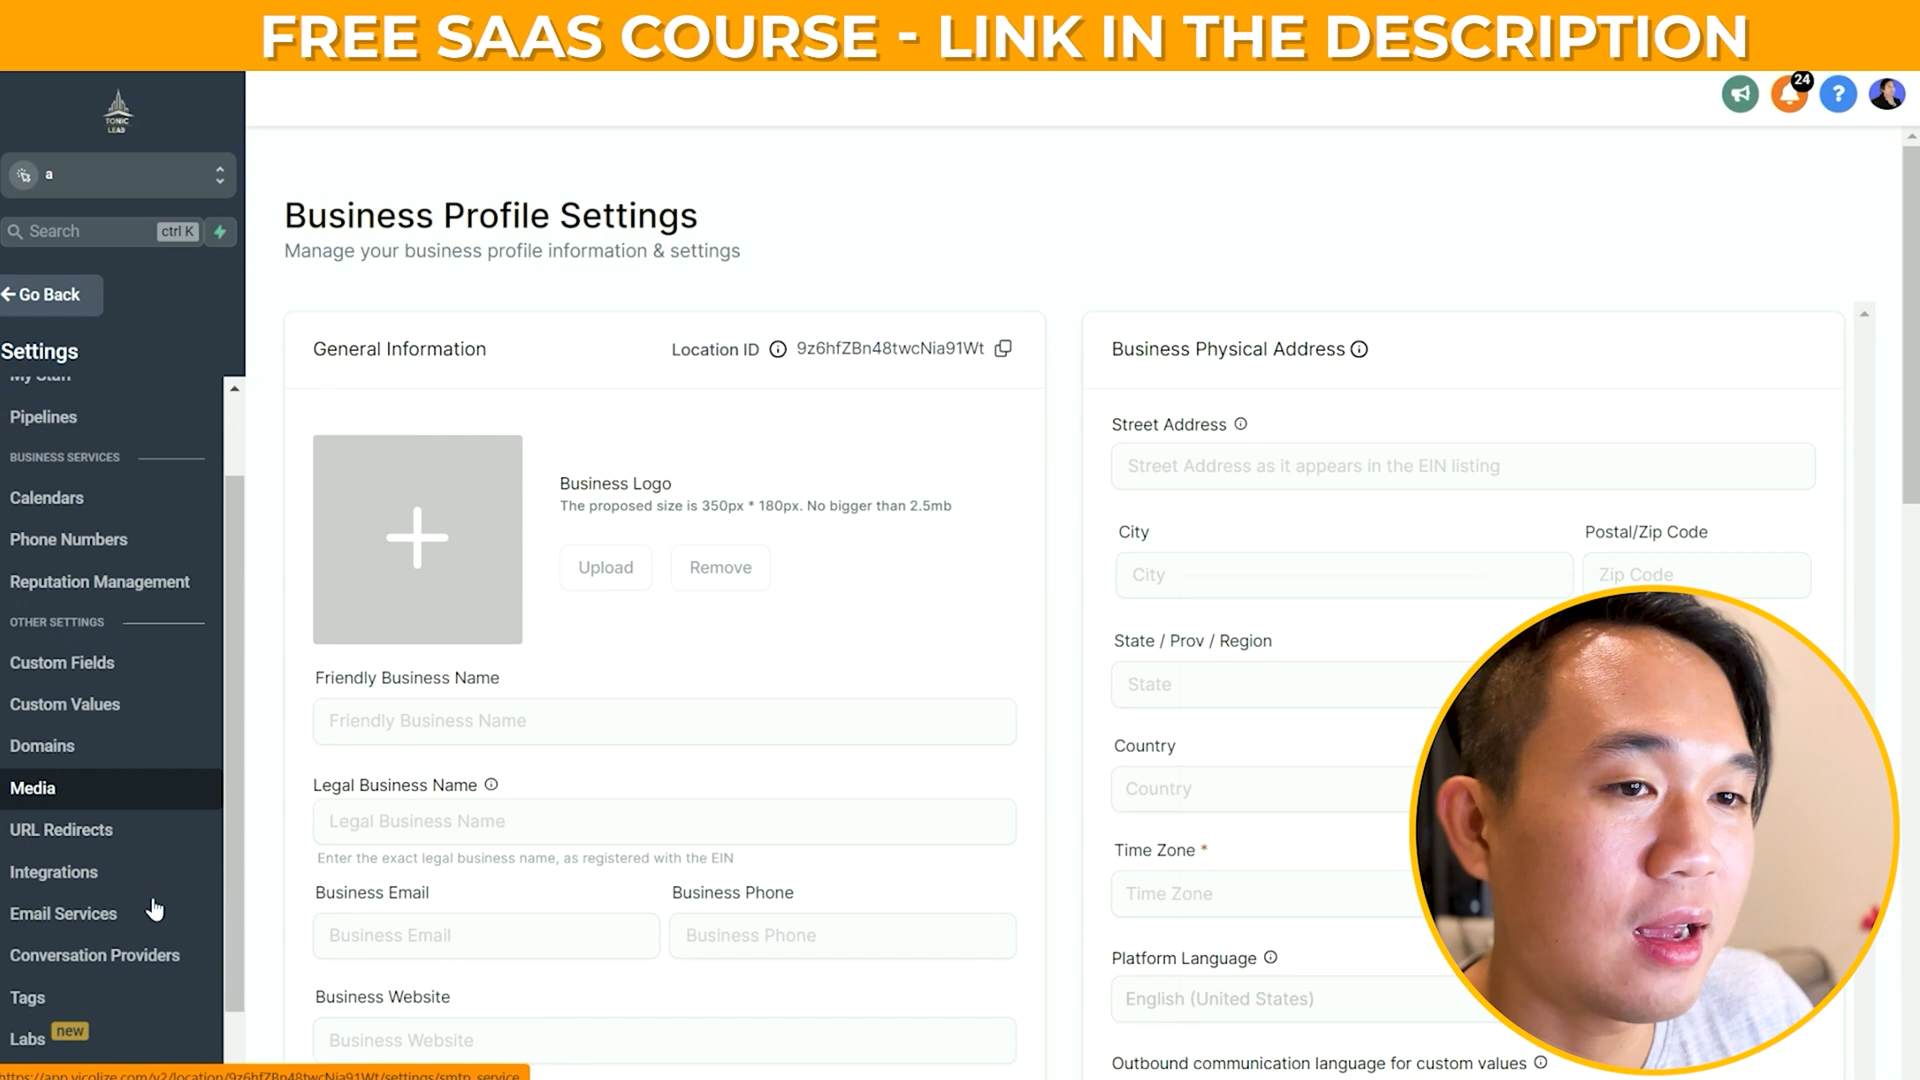 FREE SAAS COURSE - LINK IN THE DESCRIPTION
24
?
TONIC
LEAD
a
Search
ctrl K
Go Back
Settings
My Staff
Pipelines
BUSINESS SERVICES
Calendars
Phone Numbers
Reputation Management
OTHER SETTINGS
Custom Fields
Custom Values
Domains
Media
URL Redirects
Integrations
Email Services
Conversation Providers
Tags
Labs new
https://app.vicolize.com/v2/location/9z6hfZBn48twcNia91Wt/settings/smtp_service
Business Profile Settings
Manage your business profile information & settings
General Information
Location ID 9z6hfZBn48twcNia91Wt
Business Logo
The proposed size is 350px * 180px. No bigger than 2.5mb
Upload
Remove
Friendly Business Name
Friendly Business Name
Legal Business Name
Legal Business Name
Enter the exact legal business name, as registered with the EIN
Business Email
Business Phone
Business Email
Business Phone
Business Website
Business Website
Business Physical Address
Street Address
Street Address as it appears in the EIN listing
City
Postal/Zip Code
City
Zip Code
State / Prov / Region
State
Country
Country
Time Zone *
Time Zone
Platform Language
English (United States)
Outbound communication language for custom values